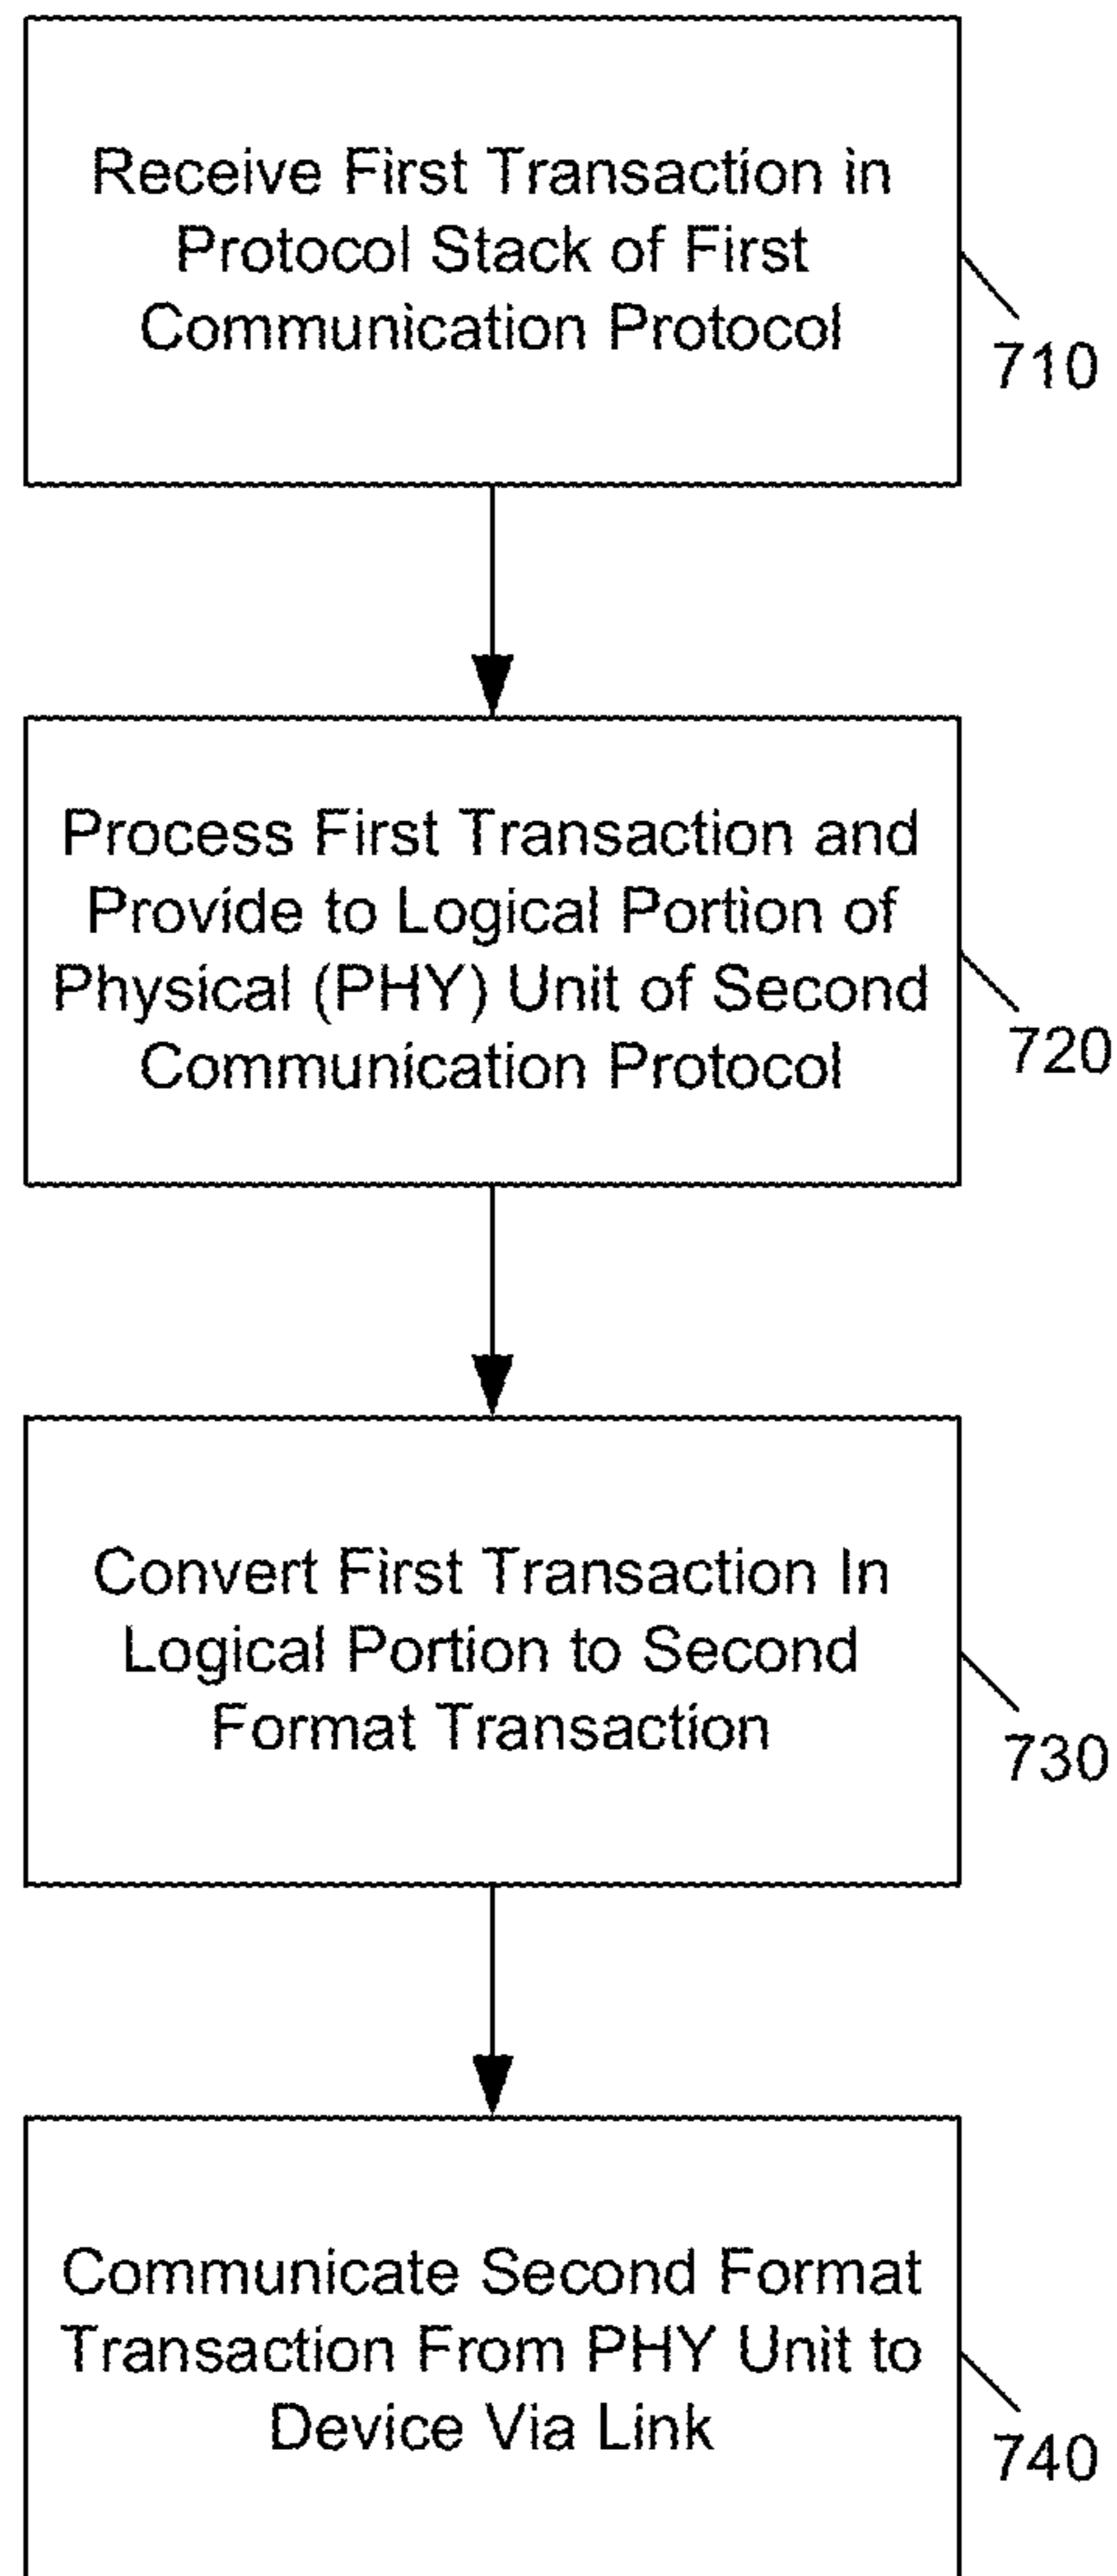 Receive First Transaction in
Protocol Stack of First
Communication Protocol
710
Process First Transaction and
Provide to Logical Portion of
Physical (PHY) Unit of Second
Communication Protocol
720
Convert First Transaction In
Logical Portion to Second
Format Transaction
730
Communicate Second Format
Transaction From PHY Unit to
Device Via Link
740